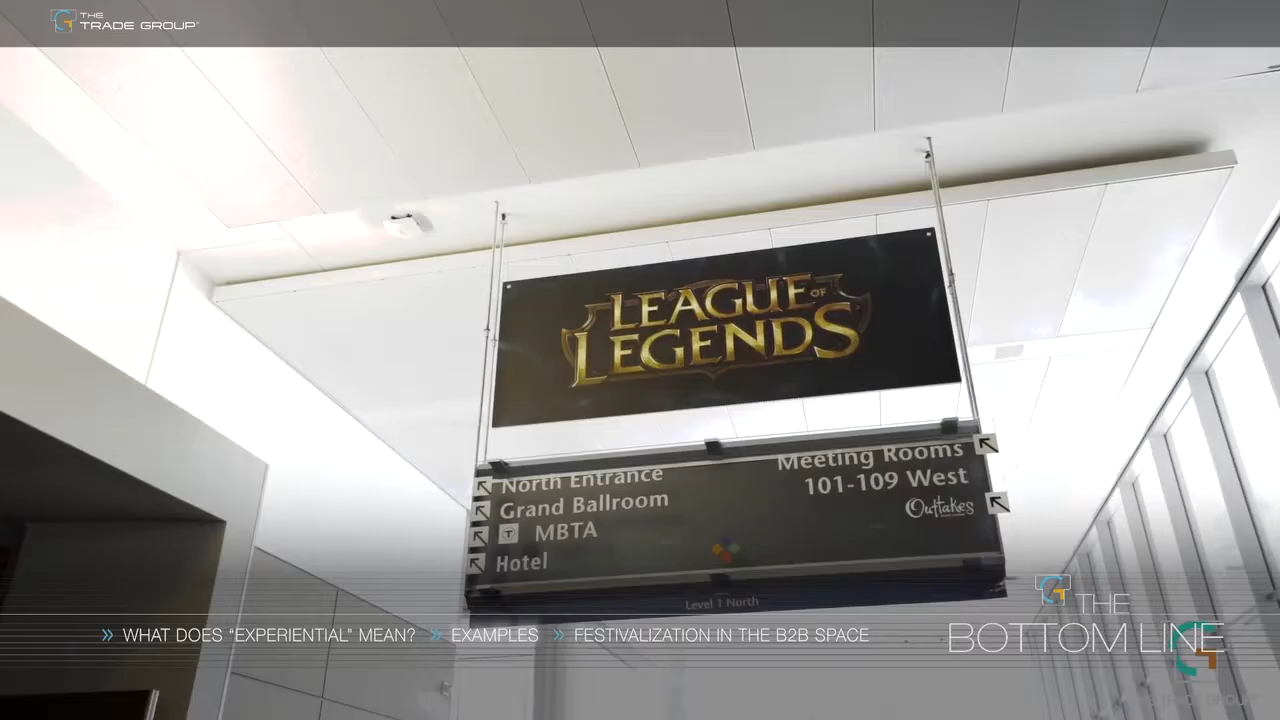 THE
TRADE GROUP
LEAGUE OF
LEGENDS
North Entrance
Grand Ballroom
T MBTA
Hotel
Meeting Rooms
101-109 West
Outtakes
Level 1 North
» WHAT DOES “EXPERIENTIAL” MEAN? » EXAMPLES » FESTIVALIZATION IN THE B2B SPACE
THE
BOTTOM LINE